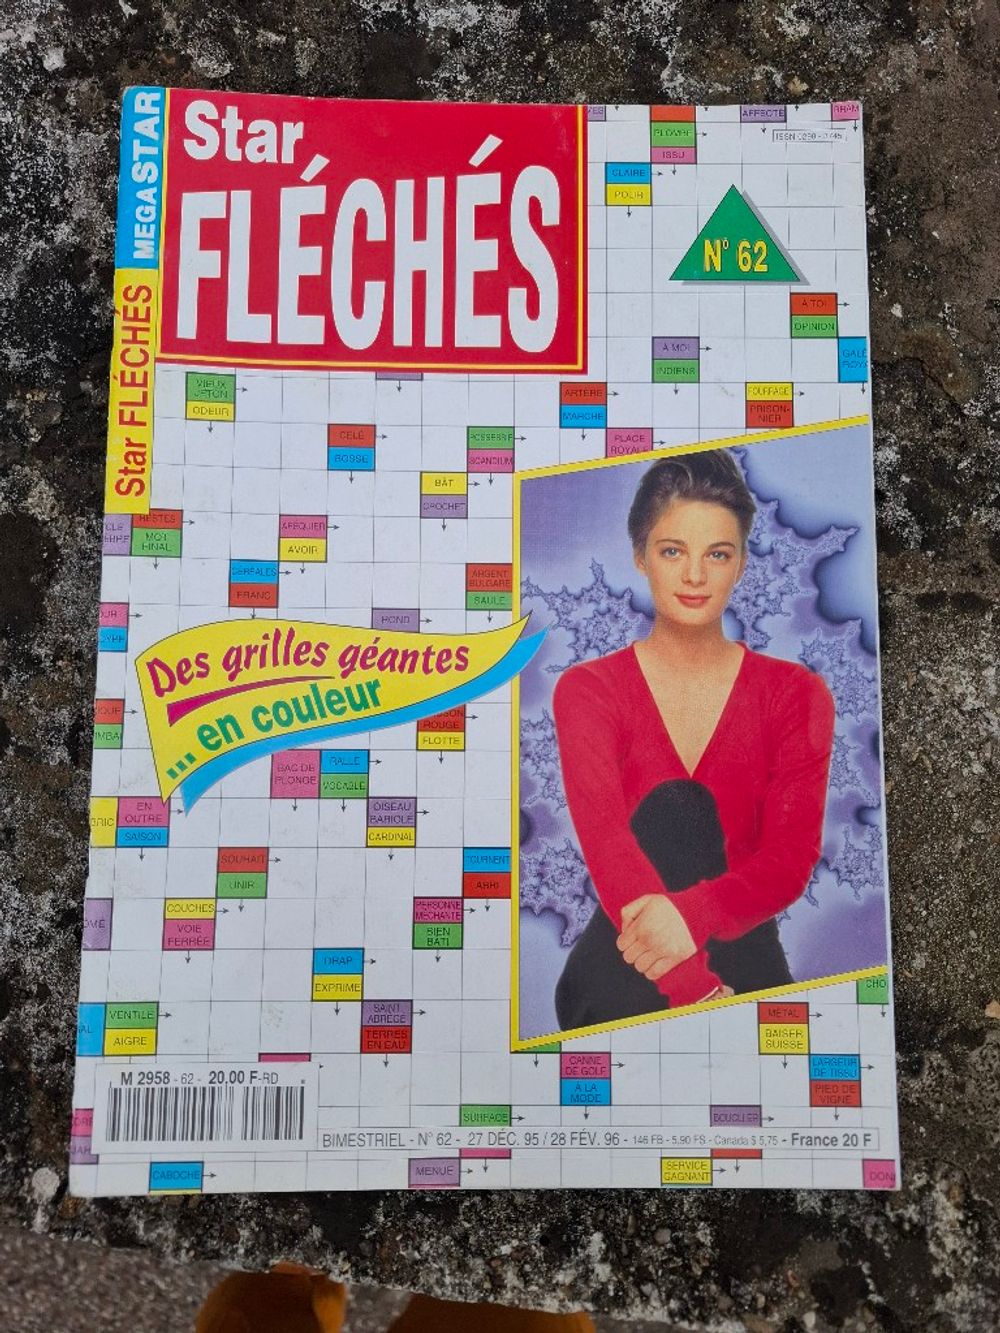 MEGASTAR
Star FLÉCHÉS
Star
FLÉCHÉS
AFFECTÉ
PLOMBE
ISSU
CLAIRE
POLIR
N° 62
À TOI
OPINION
À MOI
INDIENS
VIEUX
JETON
ODEUR
ARTÈRE
MARCHE
FOURRAGE
PRISON-
NIER
CELÉ
BOSSE
POSSESSIF
SCANDIUM
PLACE
ROYALE
BÂT
CROCHET
RESTES
MOT
FINAL
ARÉQUIER
AVOIR
CÉRÉALES
FRANC
ARGENT
BULGARE
SAULE
ROND
Des grilles géantes
...en couleur
ROUGE
FLOTTE
BAC DE
PLONGE
RALLE
VOCABLE
EN
OUTRE
SAISON
OISEAU
BARIOLÉ
CARDINAL
SOUHAIT
UNIR
TOURNENT
ABRI
COUCHES
VOIE
FERRÉE
PERSONNE
MÉCHANTE
BIEN
BÂTI
DRAP
EXPRIME
VENTILE
AIGRE
SAINT
ABRÉGÉ
TERRES
EN EAU
MÉTAL
BAISER
SUISSE
CANNE
DE GOLF
À LA
MODE
LARGEUR
DE TISSU
PIED DE
VIGNE
M 2958 - 62 - 20.00 F-RD
SURFACE
BOUCLIER
BIMESTRIEL - N° 62 - 27 DÉC. 95 / 28 FÉV. 96 - 146 FB - 5,90 FS - Canada $ 5,75 - France 20 F
CABOCHE
MENUE
SERVICE
GAGNANT